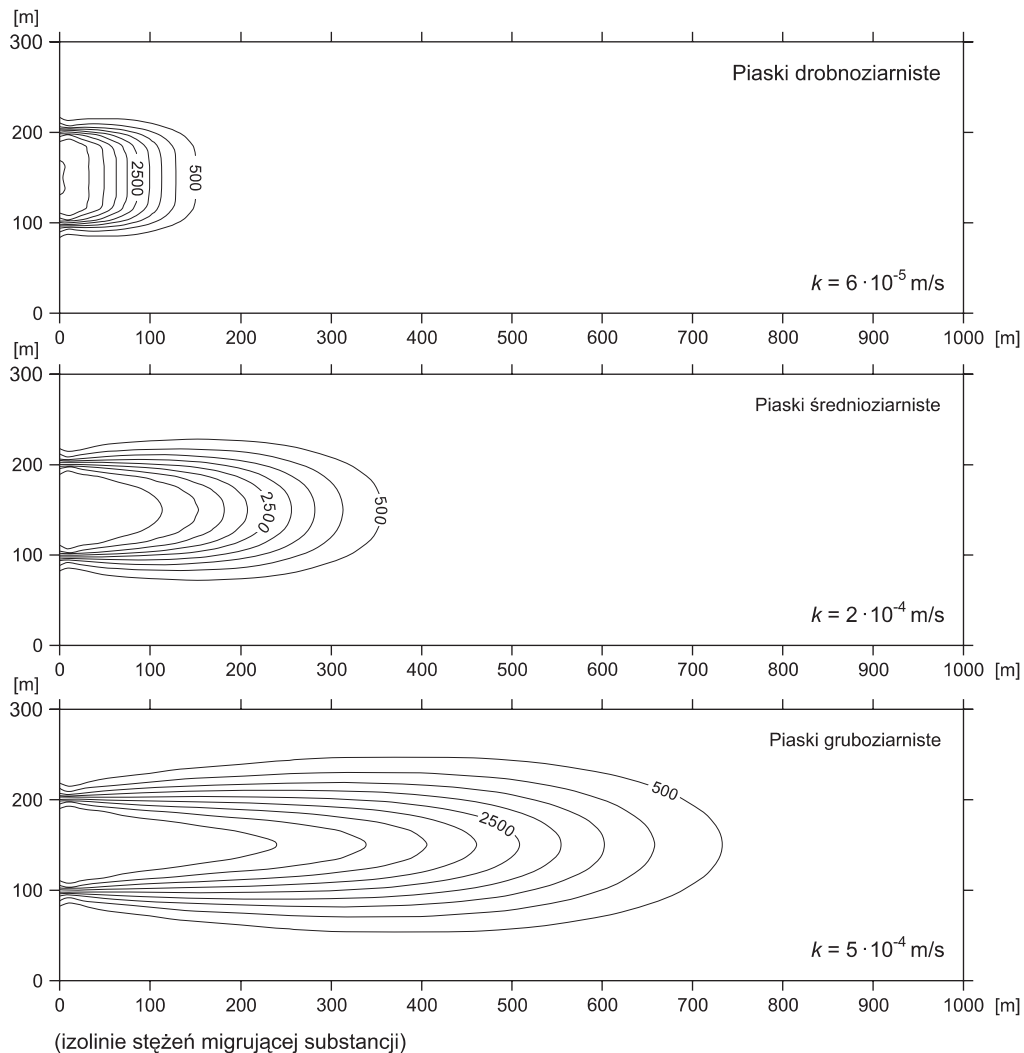 [m]
300
Piaski drobnoziarniste
200
2500
500
100
k = 6·10-5 m/s
0
0 100 200 300 400 500 600 700 800 900 1000 [m]
[m]
300
Piaski średnioziarniste
200
2500
500
100
k = 2·10-4 m/s
0
0 100 200 300 400 500 600 700 800 900 1000 [m]
[m]
300
Piaski gruboziarniste
500
200
2500
100
k = 5·10-4 m/s
0
0 100 200 300 400 500 600 700 800 900 1000 [m]
(izolinie stężeń migrującej substancji)